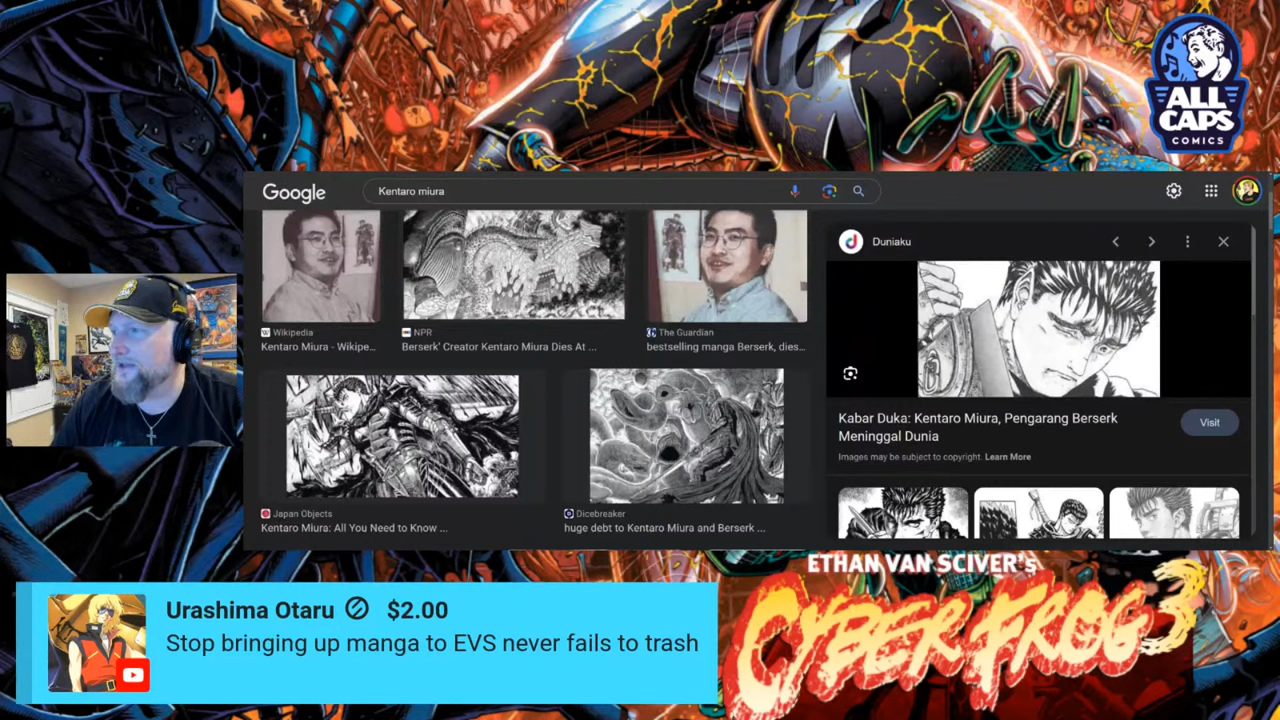 ALL
CAPS
COMICS
Google
Kentaro miura
Wikipedia
Kentaro Miura - Wikipe...
NPR
Berserk' Creator Kentaro Miura Dies At ...
The Guardian
bestselling manga Berserk, dies...
Japan Objects
Kentaro Miura: All You Need to Know ...
Dicebreaker
huge debt to Kentaro Miura and Berserk ...
Duniaku
Kabar Duka: Kentaro Miura, Pengarang Berserk
Meninggal Dunia
Visit
Images may be subject to copyright. Learn More
Urashima Otaru $2.00
Stop bringing up manga to EVS never fails to trash
ETHAN VAN SCIVER's
CYBERFROG 3